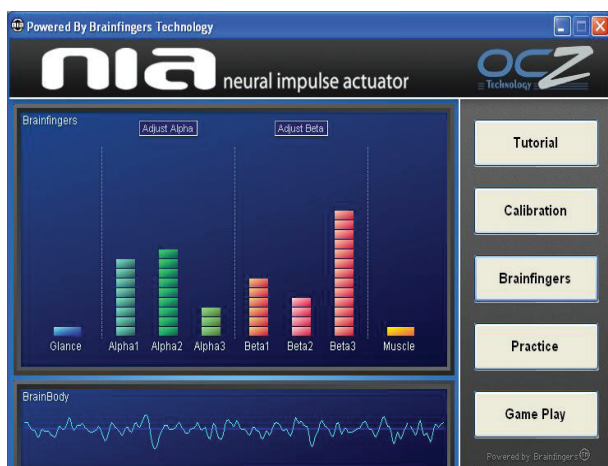 Powered By Brainfingers Technology
nia neural impulse actuator
OCZ
Technology
Brainfingers
Adjust Alpha
Adjust Beta
Glance Alpha1 Alpha2 Alpha3 Beta1 Beta2 Beta3 Muscle
BrainBody
Tutorial
Calibration
Brainfingers
Practice
Game Play
Powered by Brainfingers